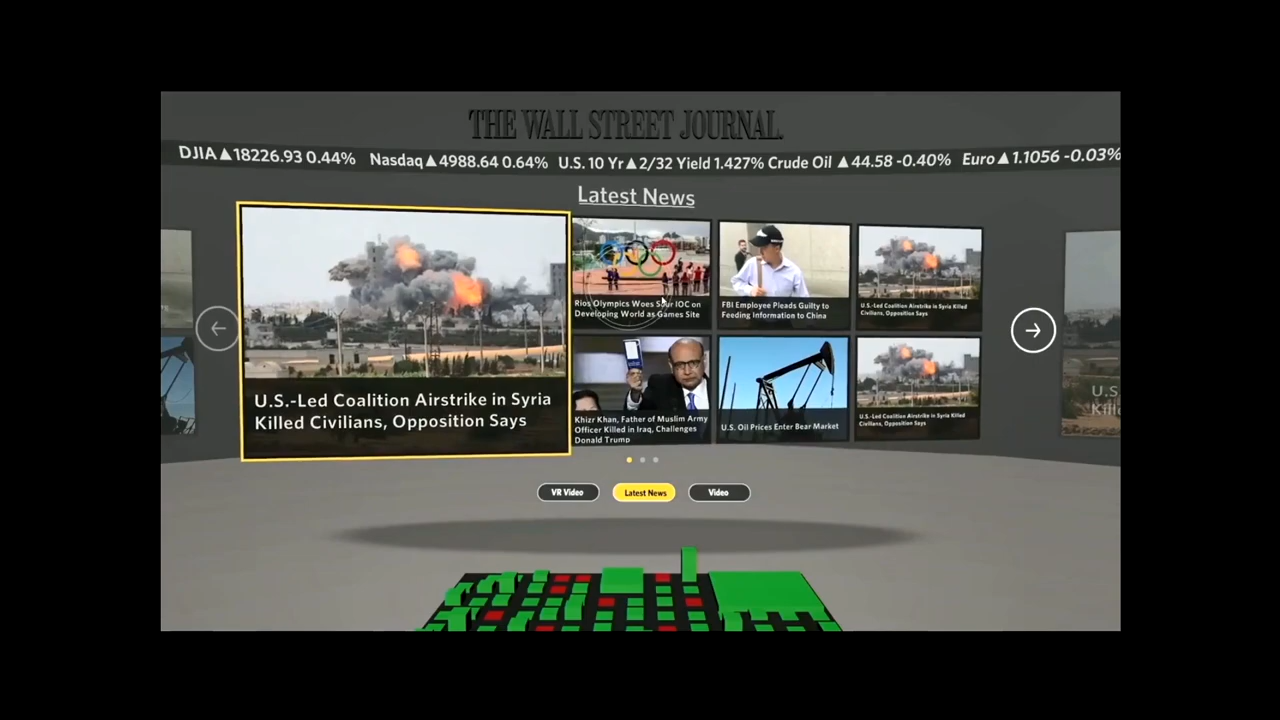 THE WALL STREET JOURNAL.
DJIA ▲ 18226.93 0.44% Nasdaq ▲ 4988.64 0.64% U.S. 10 Yr ▲ 2/32 Yield 1.427% Crude Oil ▲ 44.58 -0.40% Euro ▲ 1.1056 -0.03%
Latest News
U.S.-Led Coalition Airstrike in Syria
Killed Civilians, Opposition Says
Rios Olympics Woes Sour IOC on
Developing World as Games Site
FBI Employee Pleads Guilty to
Feeding Information to China
U.S.-Led Coalition Airstrike in Syria Killed
Civilians, Opposition Says
Khizr Khan, Father of Muslim Army
Officer Killed in Iraq, Challenges
Donald Trump
U.S. Oil Prices Enter Bear Market
U.S.-Led Coalition Airstrike in Syria Killed
Civilians, Opposition Says
U.S
Kill
VR Video
Latest News
Video